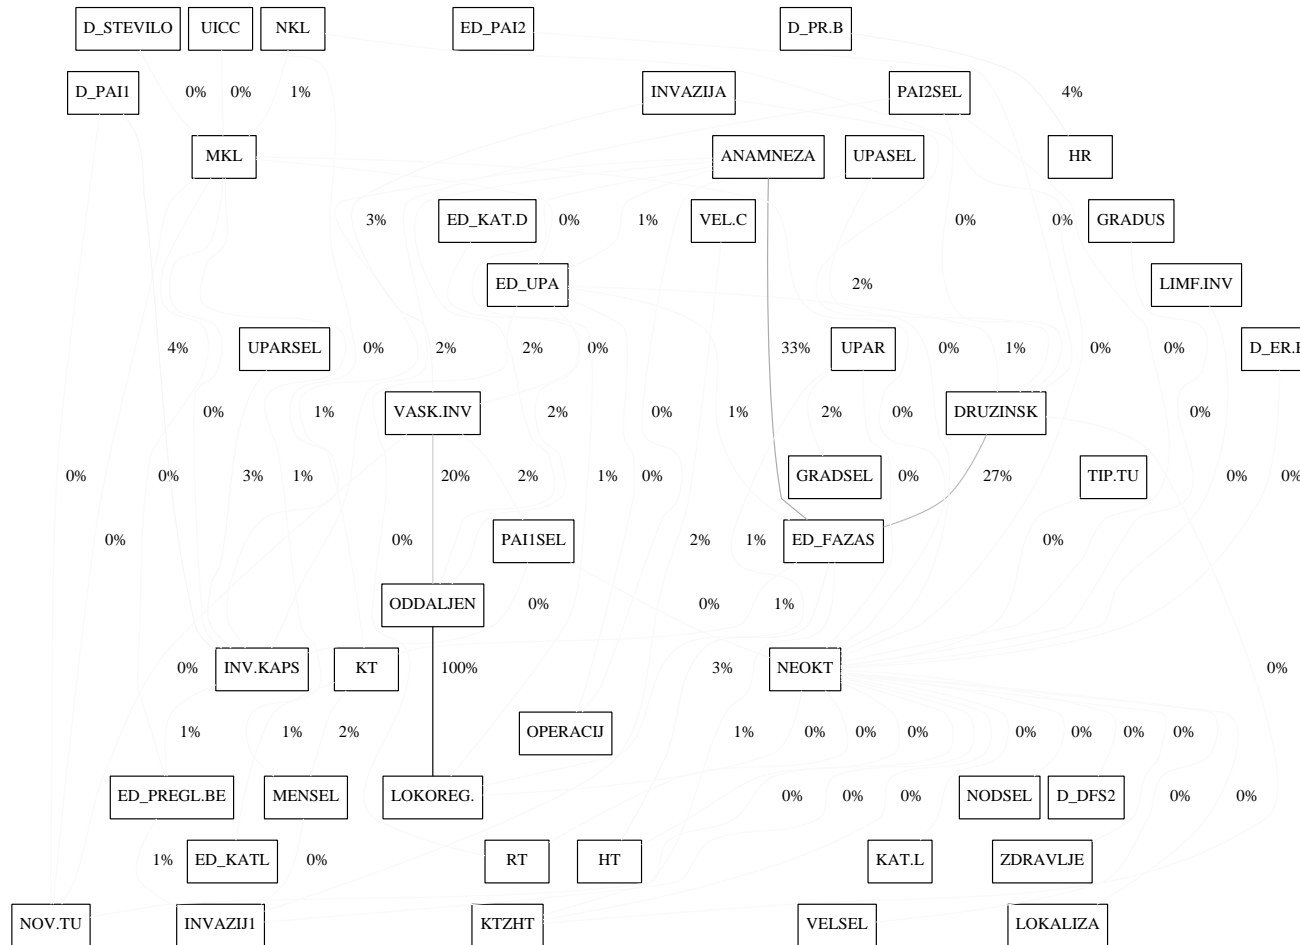 D_STEVILO UICC NKL ED_PAI2 D_PR.B
D_PAI1 0% 0% 1% INVAZIJA PAI2SEL 4%
MKL ANAMNEZA UPASEL HR
3% ED_KAT.D 0% 1% VEL.C 0% 0% GRADUS
ED_UPA 2% LIMF.INV
4% UPARSEL 0% 2% 2% 0% 33% UPAR 0% 1% 0% 0% D_ER.
0% 1% VASK.INV 2% 0% 1% 2% 0% DRUZINSK 0%
0% 0% 3% 1% 20% 2% 1% 0% GRADSEL 0% 27% TIP.TU 0% 0%
0% 0% PAI1SEL 2% 1% ED_FAZAS 0%
ODDALJEN 0% 0% 1%
0% INV.KAPS KT 100% 3% NEOKT 0%
1% 1% 2% OPERACIJ 1% 0% 0% 0% 0% 0% 0% 0%
ED_PREGL.BE MENSEL LOKOREG. 0% 0% 0% NODSEL D_DFS2 0% 0%
1% ED_KATL 0% RT HT KAT.L ZDRAVLJE
NOV.TU INVAZIJ1 KTZHT VELSEL LOKALIZA